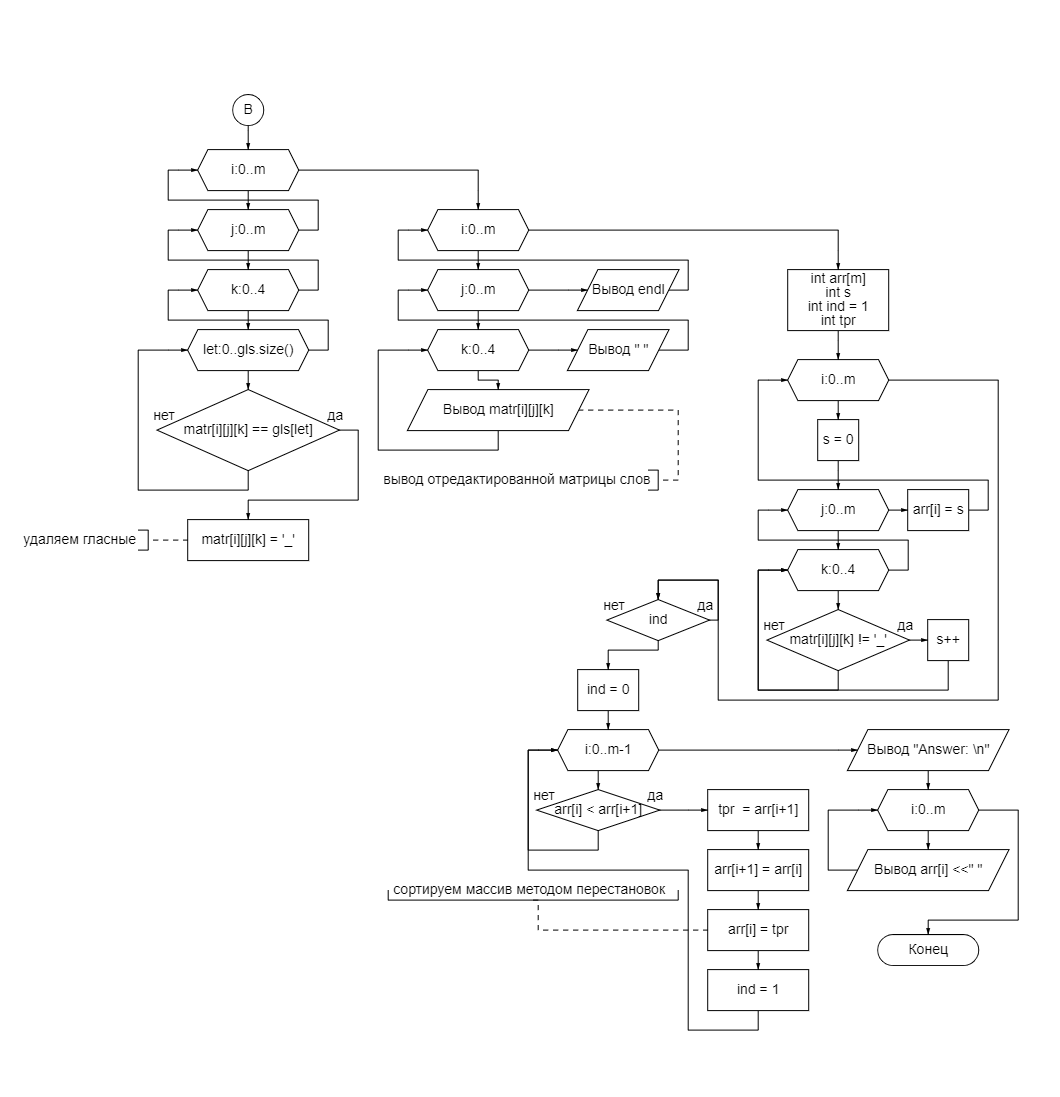 В
i:0..m
j:0..m
k:0..4
let:0..gls.size()
нет
да
matr[i][j][k] == gls[let]
удаляем гласные
matr[i][j][k] = '_'
i:0..m
j:0..m
Вывод endl
k:0..4
Вывод " "
Вывод matr[i][j][k]
вывод отредактированной матрицы слов
int arr[m]
int s
int ind = 1
int tpr
i:0..m
s = 0
j:0..m
arr[i] = s
k:0..4
нет
да
matr[i][j][k] != '_'
s++
нет
да
ind
ind = 0
i:0..m-1
нет
да
arr[i] < arr[i+1]
tpr = arr[i+1]
arr[i+1] = arr[i]
сортируем массив методом перестановок
arr[i] = tpr
ind = 1
Вывод "Answer: \n"
i:0..m
Вывод arr[i] <<" "
Конец